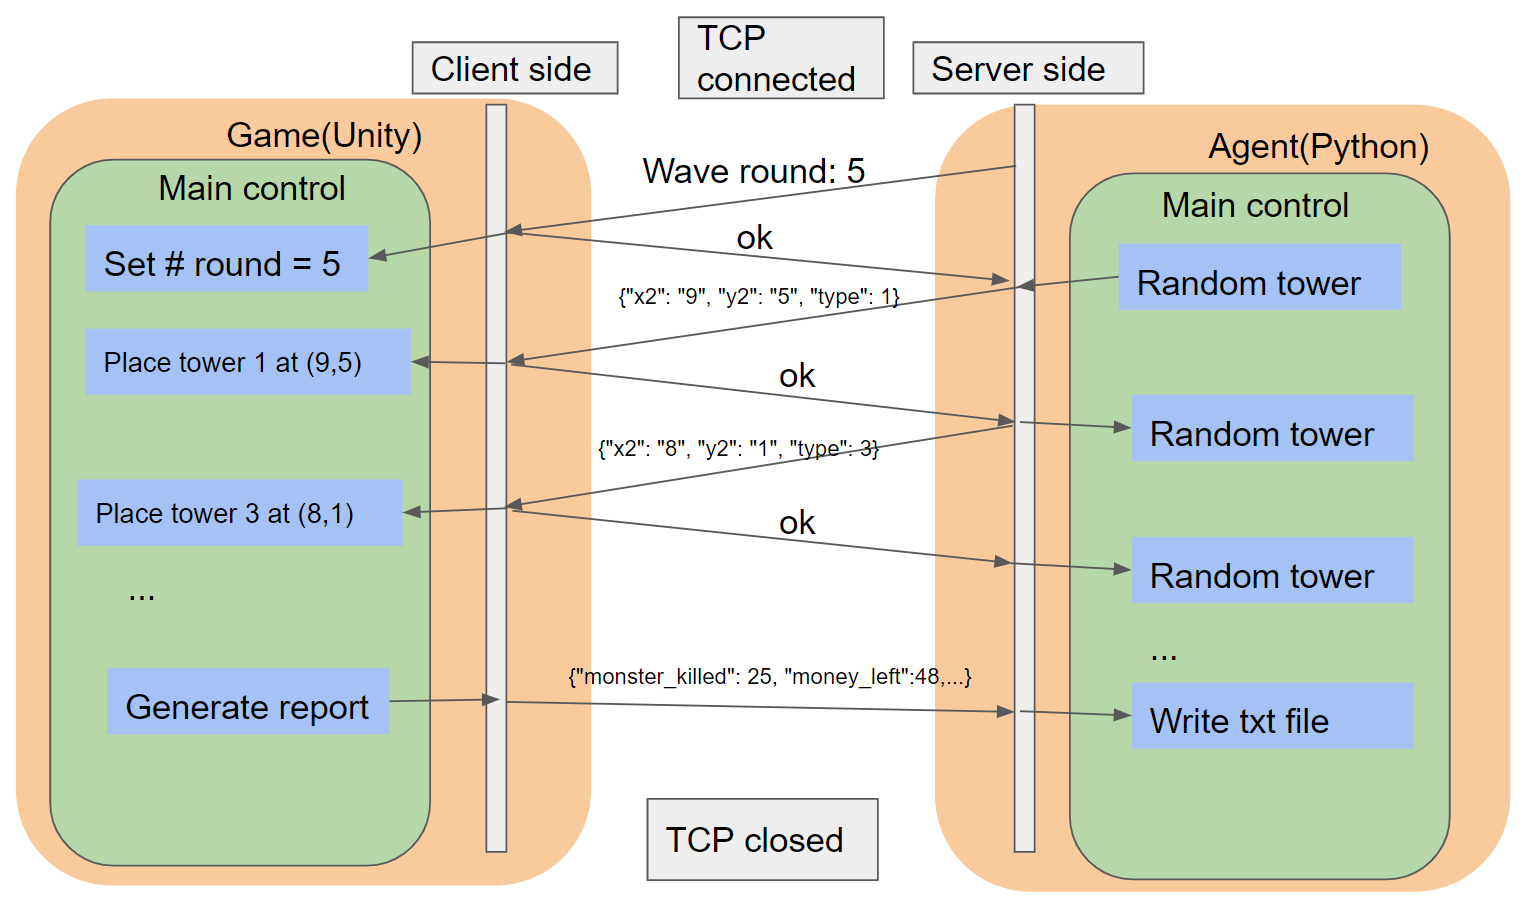 TCP
connected
Client side
Server side
Game(Unity)
Agent(Python)
Main control
Main control
Wave round: 5
Set # round = 5
ok
Random tower
{"x2": "9", "y2": "5", "type": 1}
Place tower 1 at (9,5)
ok
Random tower
{"x2": "8", "y2": "1", "type": 3}
Place tower 3 at (8,1)
ok
Random tower
...
...
{"monster_killed": 25, "money_left":48,...}
Generate report
Write txt file
TCP closed